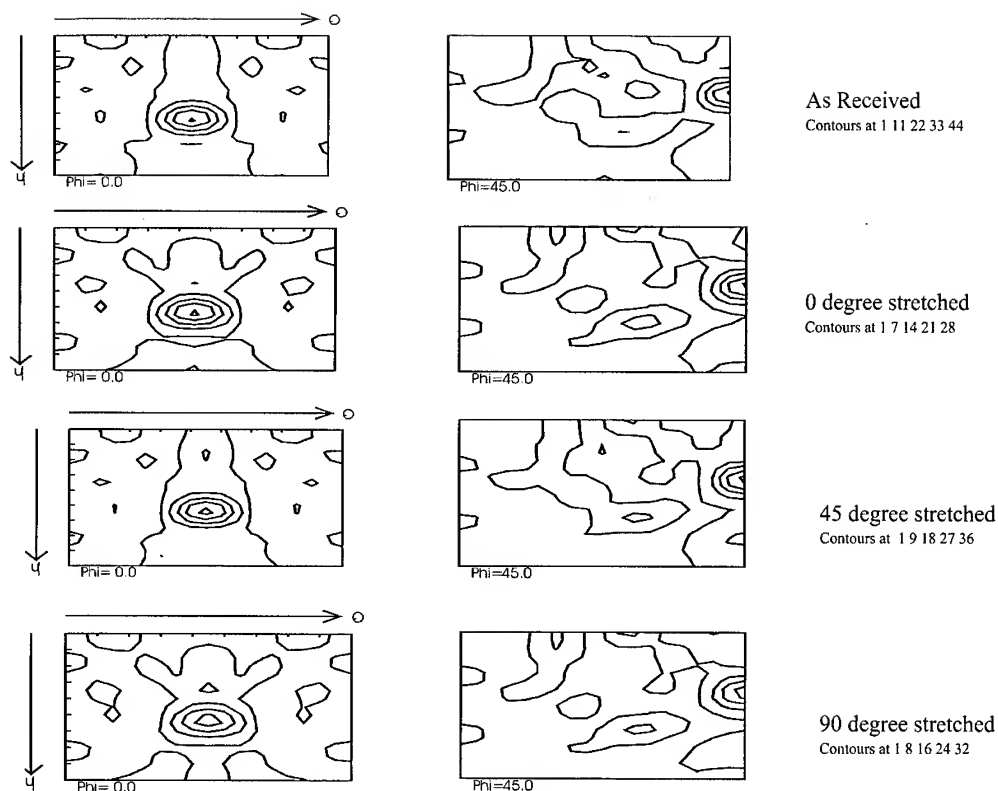 Phi= 0.0
Phi=45.0
As Received
Contours at 1 11 22 33 44
Phi= 0.0
Phi=45.0
0 degree stretched
Contours at 1 7 14 21 28
Phi= 0.0
Phi=45.0
45 degree stretched
Contours at 1 9 18 27 36
Phi= 0.0
Phi=45.0
90 degree stretched
Contours at 1 8 16 24 32